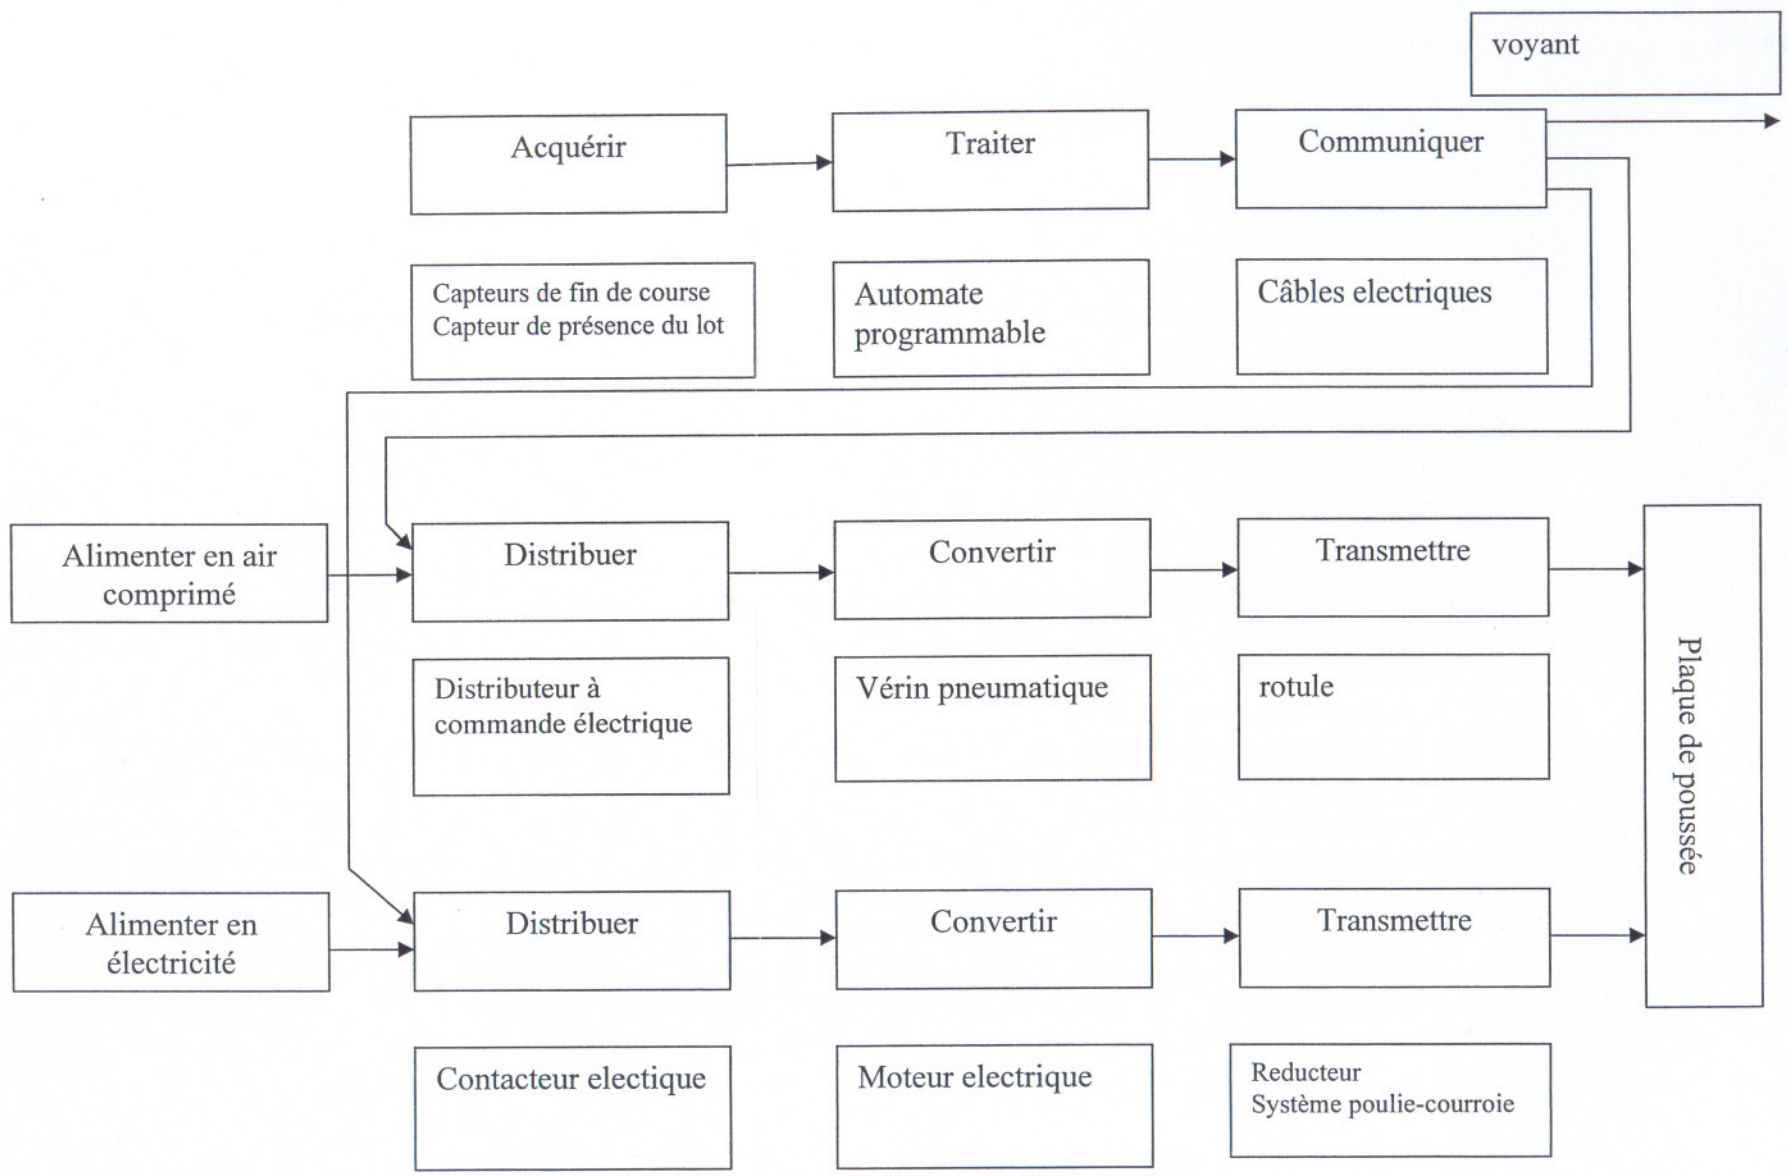 voyant
Acquérir
Traiter
Communiquer
Capteurs de fin de course
Capteur de présence du lot
Automate
programmable
Câbles electriques
Alimenter en air
comprimé
Distribuer
Convertir
Transmettre
Distributeur à
commande électrique
Vérin pneumatique
rotule
Plaque de poussée
Alimenter en
électricité
Distribuer
Convertir
Transmettre
Contacteur electique
Moteur electrique
Reducteur
Système poulie-courroie